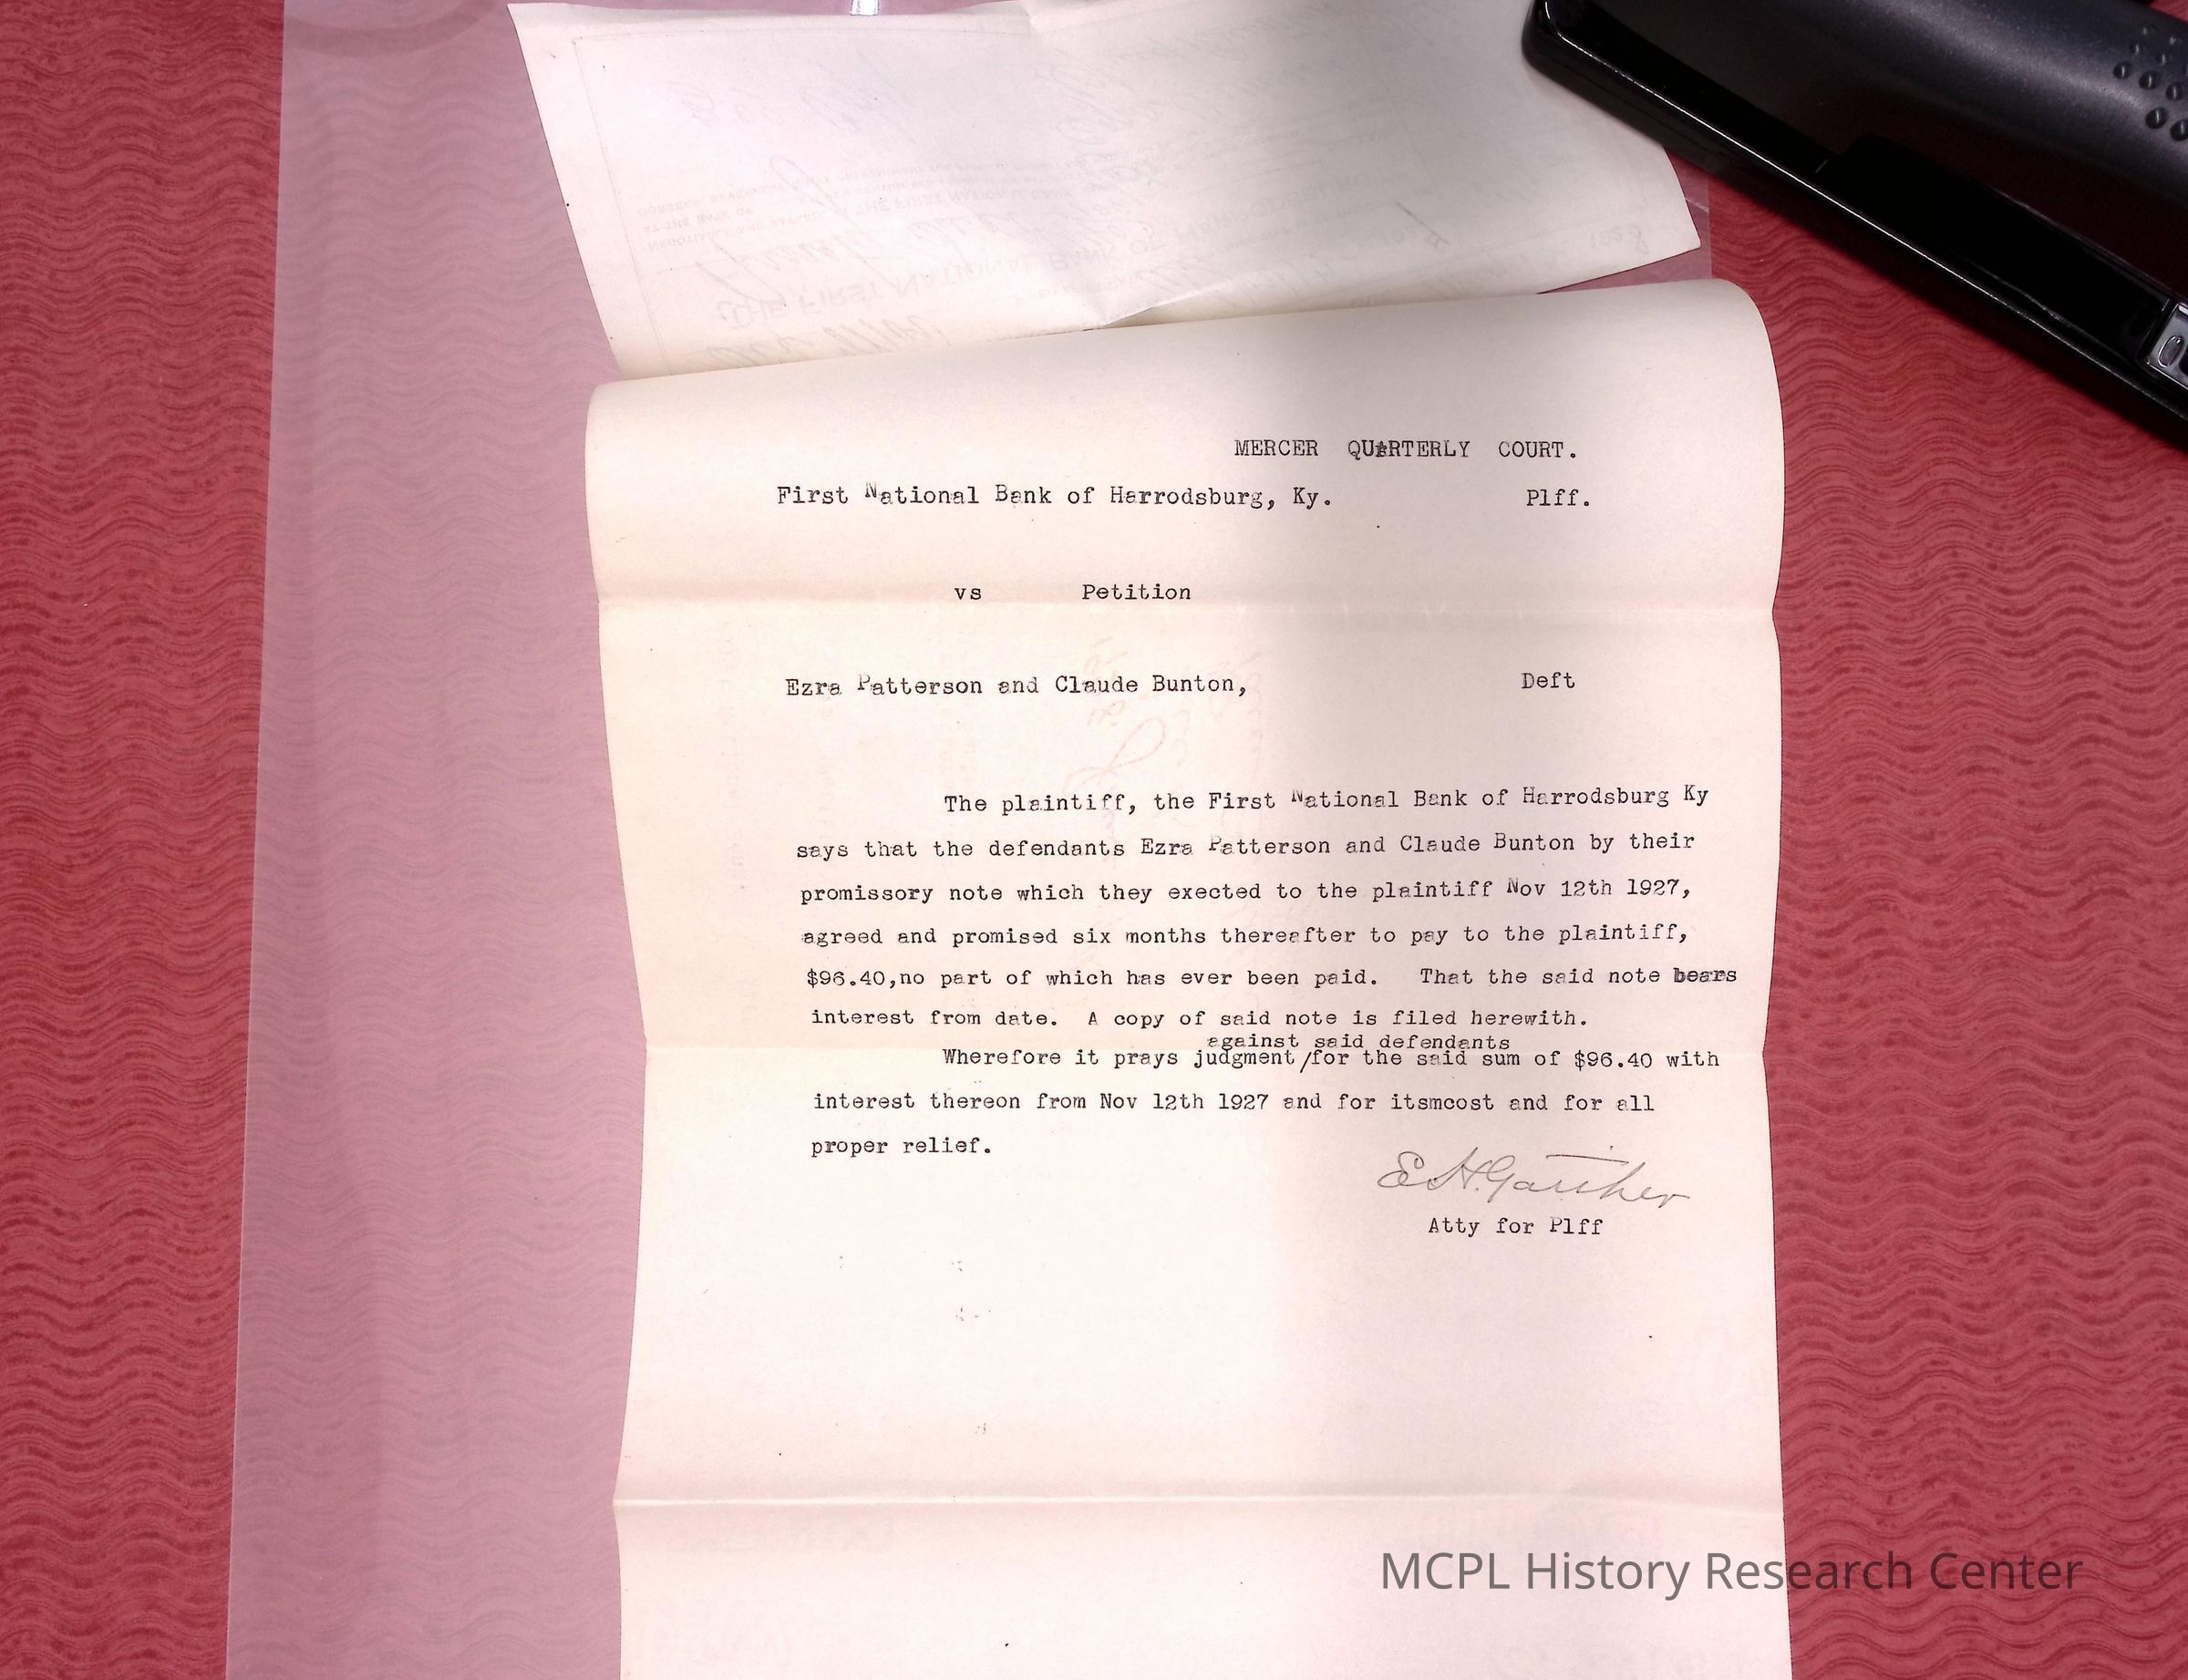 MERCER QUARTERLY COURT.
First National Bank of Harrodsburg, Ky. Plff.
vs Petition
Ezra Patterson and Claude Bunton, Deft
The plaintiff, the First National Bank of Harrodsburg Ky
says that the defendants Ezra Patterson and Claude Bunton by their
promissory note which they exected to the plaintiff Nov 12th 1927,
agreed and promised six months thereafter to pay to the plaintiff,
$96.40,no part of which has ever been paid. That the said note bears
interest from date. A copy of said note is filed herewith.
against said defendants
Wherefore it prays judgment/for the said sum of $96.40 with
interest thereon from Nov 12th 1927 and for itsmcost and for all
proper relief.
E.H.Gaither
Atty for Plff
MCPL History Research Center